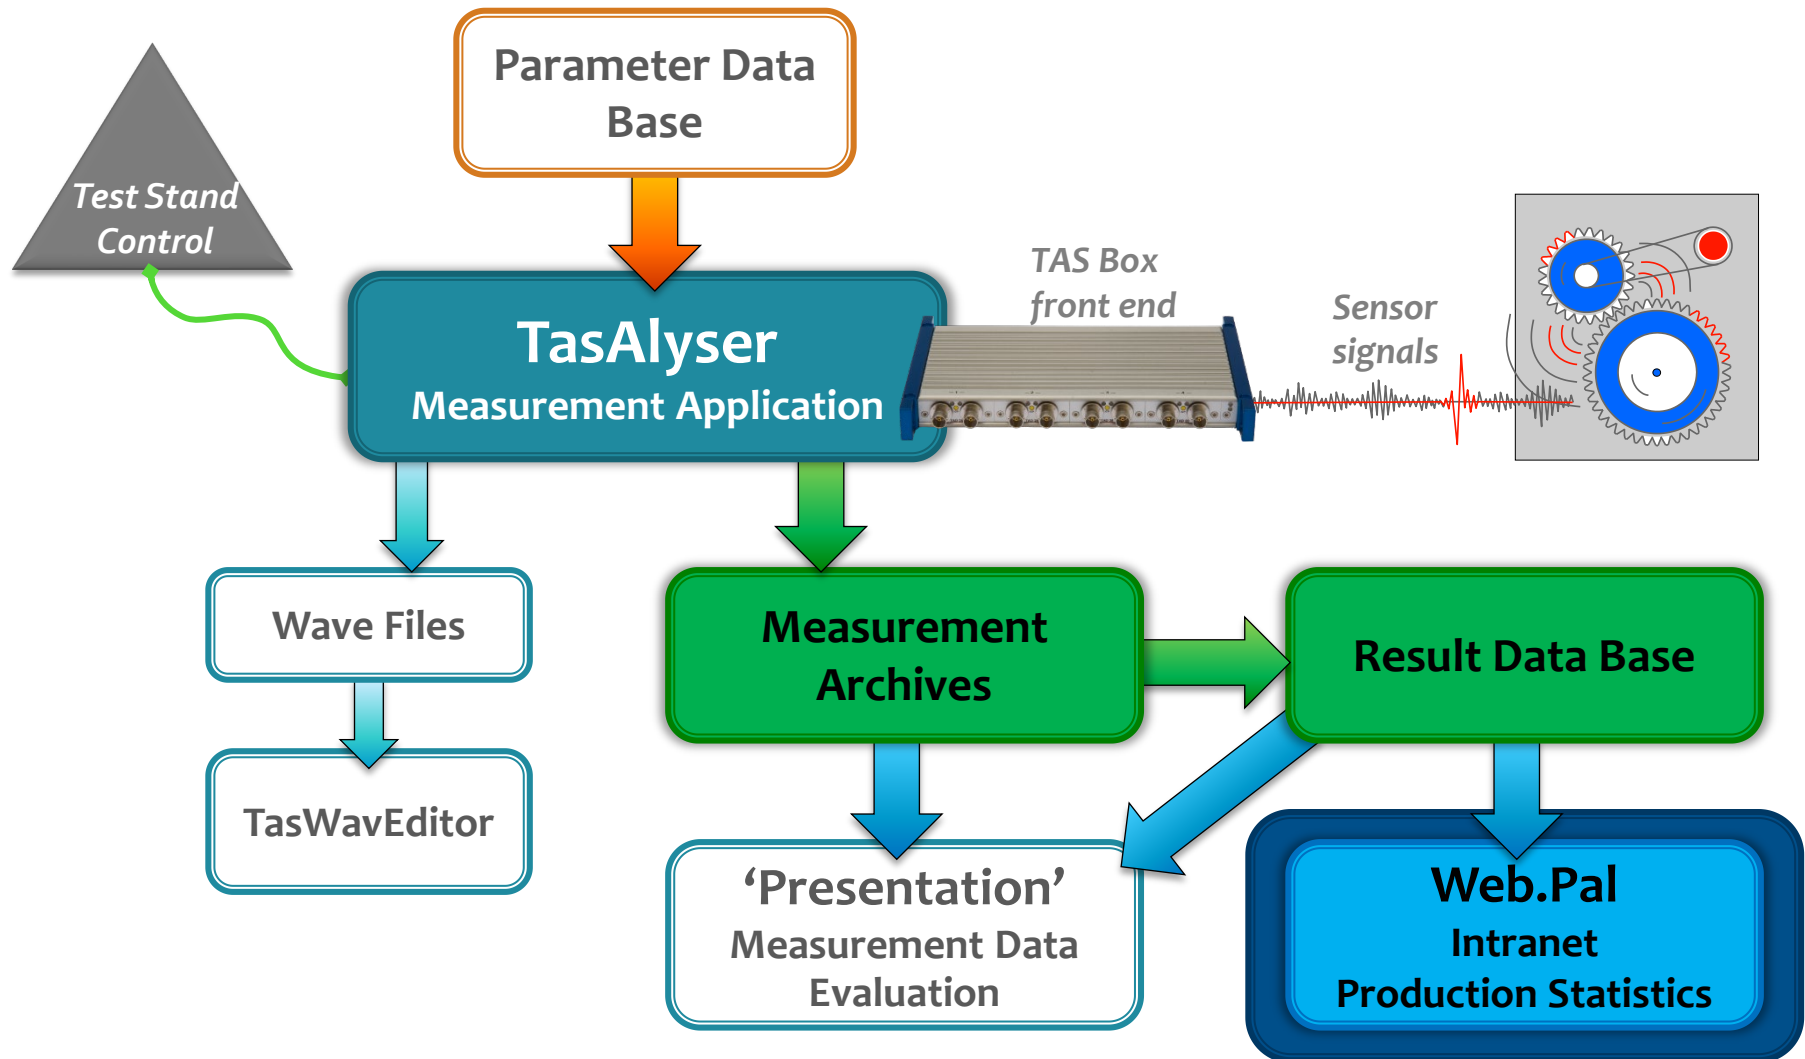 Parameter Data
Base
Test Stand
Control
TAS Box
front end
Sensor
signals
TasAlyser
Measurement Application
Wave Files
Measurement
Archives
Result Data Base
TasWavEditor
‘Presentation’
Measurement Data
Evaluation
Web.Pal
Intranet
Production Statistics